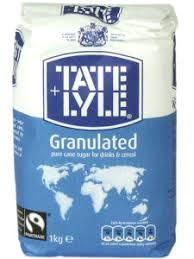 TATE
+LYLE
®
Granulated
pure cane sugar for drinks & cereal
FAIRTRADE
1kg ℮